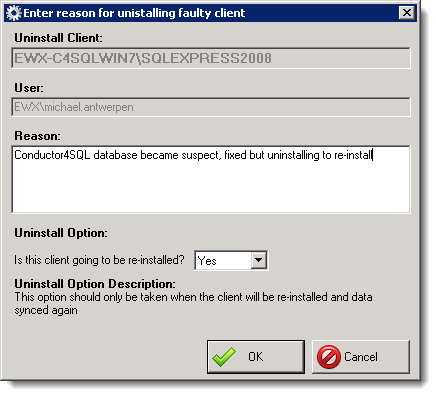 Enter reason for unistalling faulty client
Uninstall Client:
EWX-C4SQLWIN7\SQLEXPRESS2008
User:
EWX\michael.antwerpen
Reason:
Conductor4SQL database became suspect, fixed but uninstalling to re-install
Uninstall Option:
Is this client going to be re-installed? Yes
Uninstall Option Description:
This option should only be taken when the client will be re-installed and data
synced again
OK Cancel